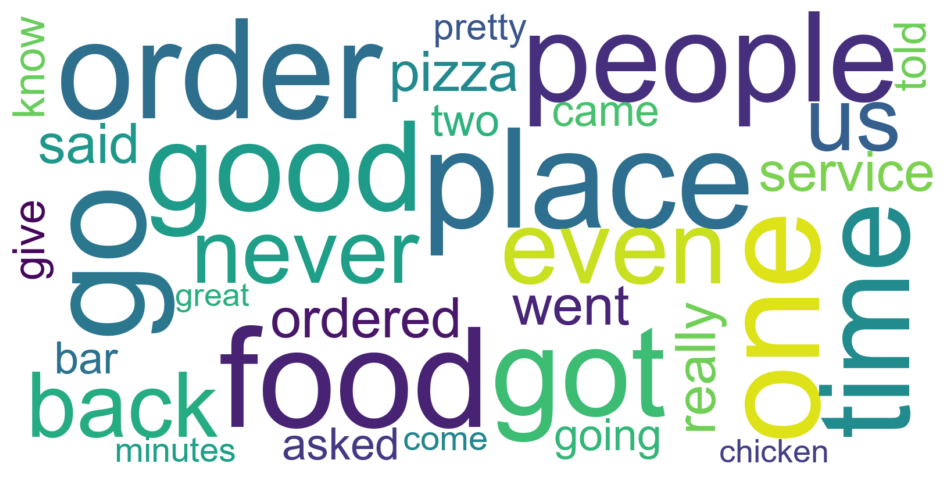 know
order
pretty
people
told
pizza
two
came
us
said
good
place
service
give
go
never
even
one
time
great
ordered
went
really
bar
food
got
back
minutes
asked
come
going
chicken